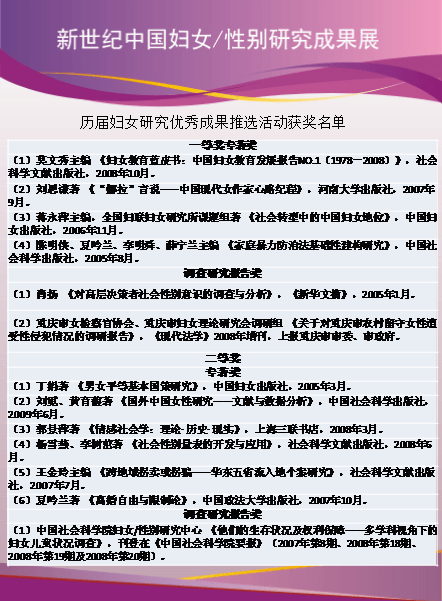 新世纪中国妇女/性别研究成果展
历届妇女研究优秀成果推选活动获奖名单
一等奖专著类
（1）莫文秀主编 《妇女教育蓝皮书：中国妇女教育发展报告NO.1（1978—2008）》，社会
科学文献出版社，2008年10月。
（2）刘思谦著 《“娜拉”言说——中国现代女作家心路纪程》，河南大学出版社，2007年
9月。
（3）蒋永萍主编，全国妇联妇女研究所课题组著 《社会转型中的中国妇女地位》，中国妇
女出版社，2006年11月。
（4）陈明侠、夏吟兰、李明舜、薛宁兰主编 《家庭暴力防治法基础性建构研究》，中国社
会科学出版社，2005年8月。
调查研究报告类
（1）肖扬 《对高层决策者社会性别意识的调查与分析》，《新华文摘》，2005年1月。
（2）重庆市女检察官协会、重庆市妇女理论研究会调研组 《关于对重庆市农村留守女性遭
受性侵犯情况的调研报告》，《现代法学》2008年增刊，上报重庆市市委、市政府。
二等奖
专著类
（1）丁娟著 《男女平等基本国策研究》，中国妇女出版社，2005年3月。
（2）刘霓、黄育馥著 《国外中国女性研究——文献与数据分析》，中国社会科学出版社，
2009年6月。
（3）郭景萍著 《情感社会学：理论·历史·现实》，上海三联书店，2008年3月。
（4）杨雪燕、李树茁著 《社会性别量表的开发与应用》，社会科学文献出版社，2008年6
月。
（5）王金玲主编 《跨地域拐卖或拐骗——华东五省流入地个案研究》，社会科学文献出版
社，2007年7月。
（6）夏吟兰著 《离婚自由与限制论》，中国政法大学出版社，2007年10月。
调查研究报告类
（1）中国社会科学院妇女/性别研究中心 《他们的生存状况及权利保障——多学科视角下的
妇女儿童状况调查》，刊登在《中国社会科学院要报》（2007年第8期、2008年第18期、
2008年第19期及2008年第20期）。